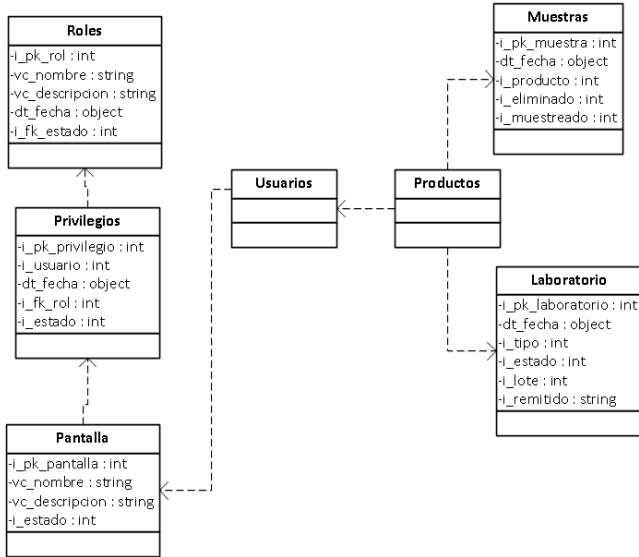 Roles
-i_pk_rol : int
-vc_nombre : string
-vc_descripcion : string
-dt_fecha : object
-i_fk_estado : int
Muestras
-i_pk_muestra : int
-dt_fecha : object
-i_producto : int
-i_eliminado : int
-i_muestreado : int
Usuarios
Productos
Privilegios
-i_pk_privilegio : int
-i_usuario : int
-dt_fecha : object
-i_fk_rol : int
-i_estado : int
Laboratorio
-i_pk_laboratorio : int
-dt_fecha : object
-i_tipo : int
-i_estado : int
-i_lote : int
-i_remitido : string
Pantalla
-i_pk_pantalla : int
-vc_nombre : string
-vc_descripcion : string
-i_estado : int